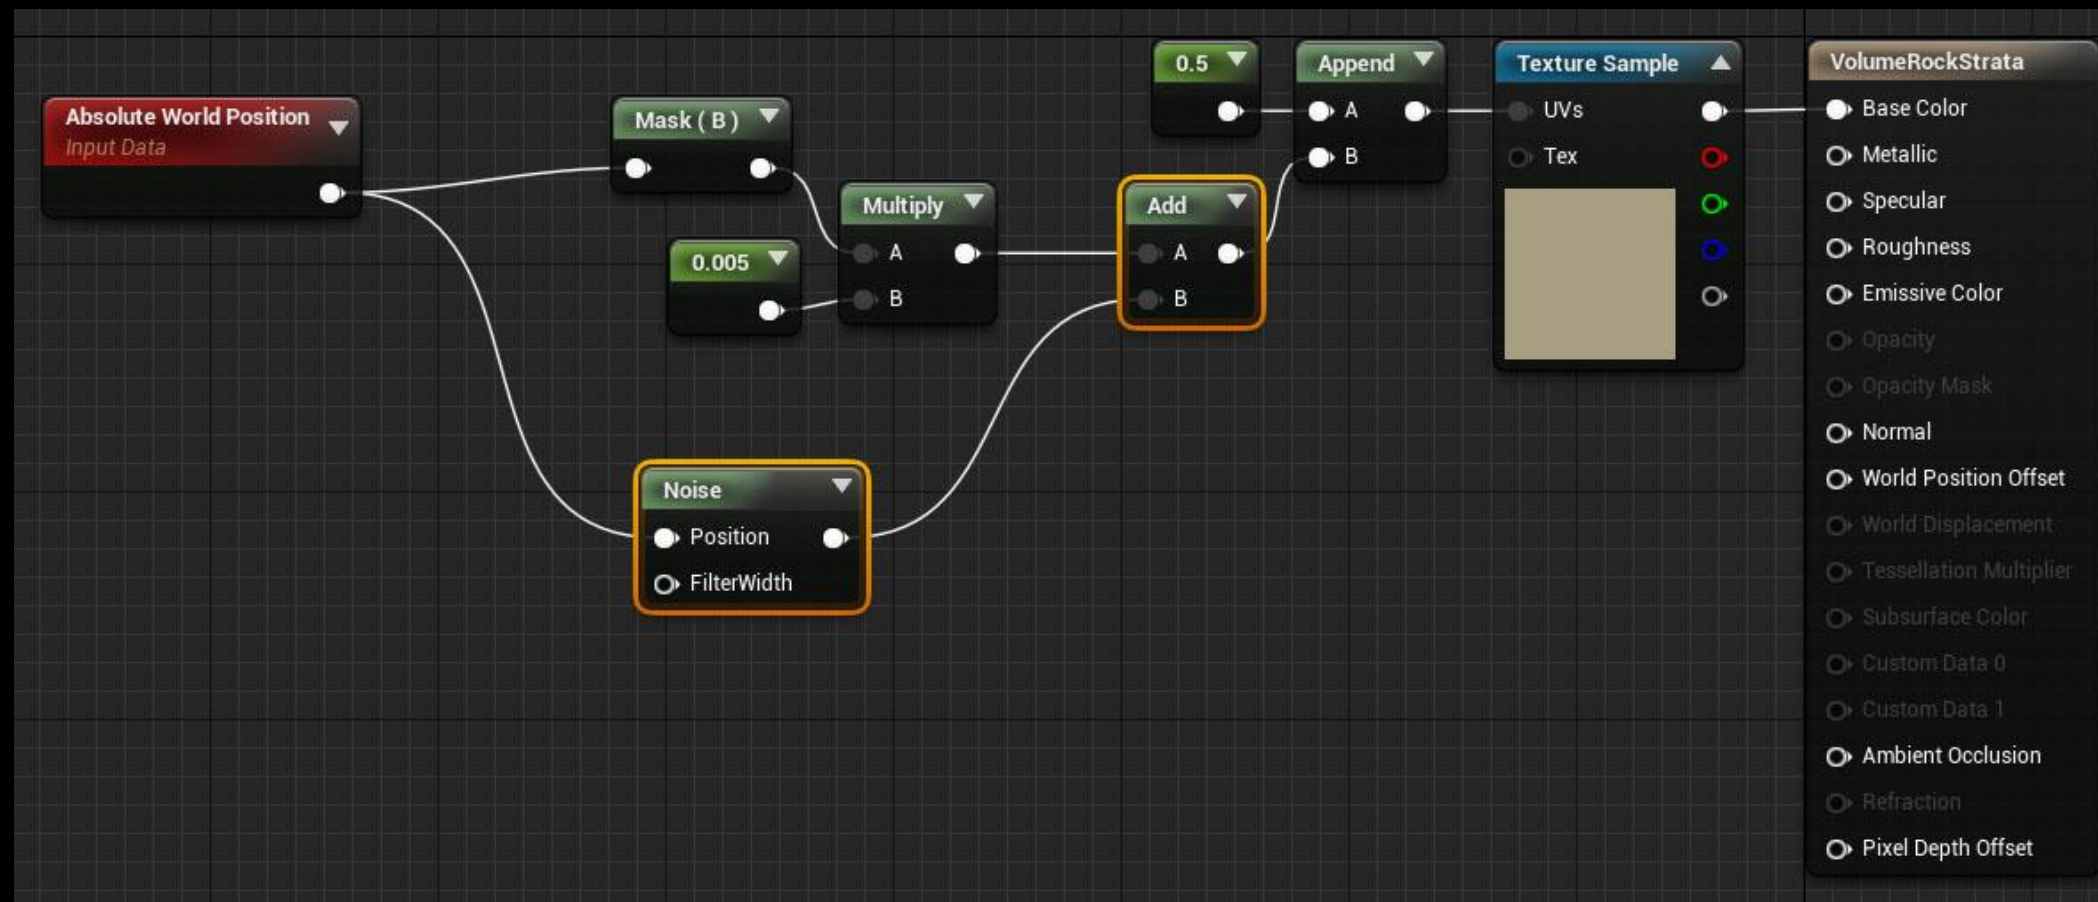 Absolute World Position
Input Data
Mask ( B )
0.005
Multiply
A
B
Noise
Position
FilterWidth
Add
A
B
0.5
Append
A
B
Texture Sample
UVs
Tex
VolumeRockStrata
Base Color
Metallic
Specular
Roughness
Emissive Color
Opacity
Opacity Mask
Normal
World Position Offset
World Displacement
Tessellation Multiplier
Subsurface Color
Custom Data 0
Custom Data 1
Ambient Occlusion
Refraction
Pixel Depth Offset